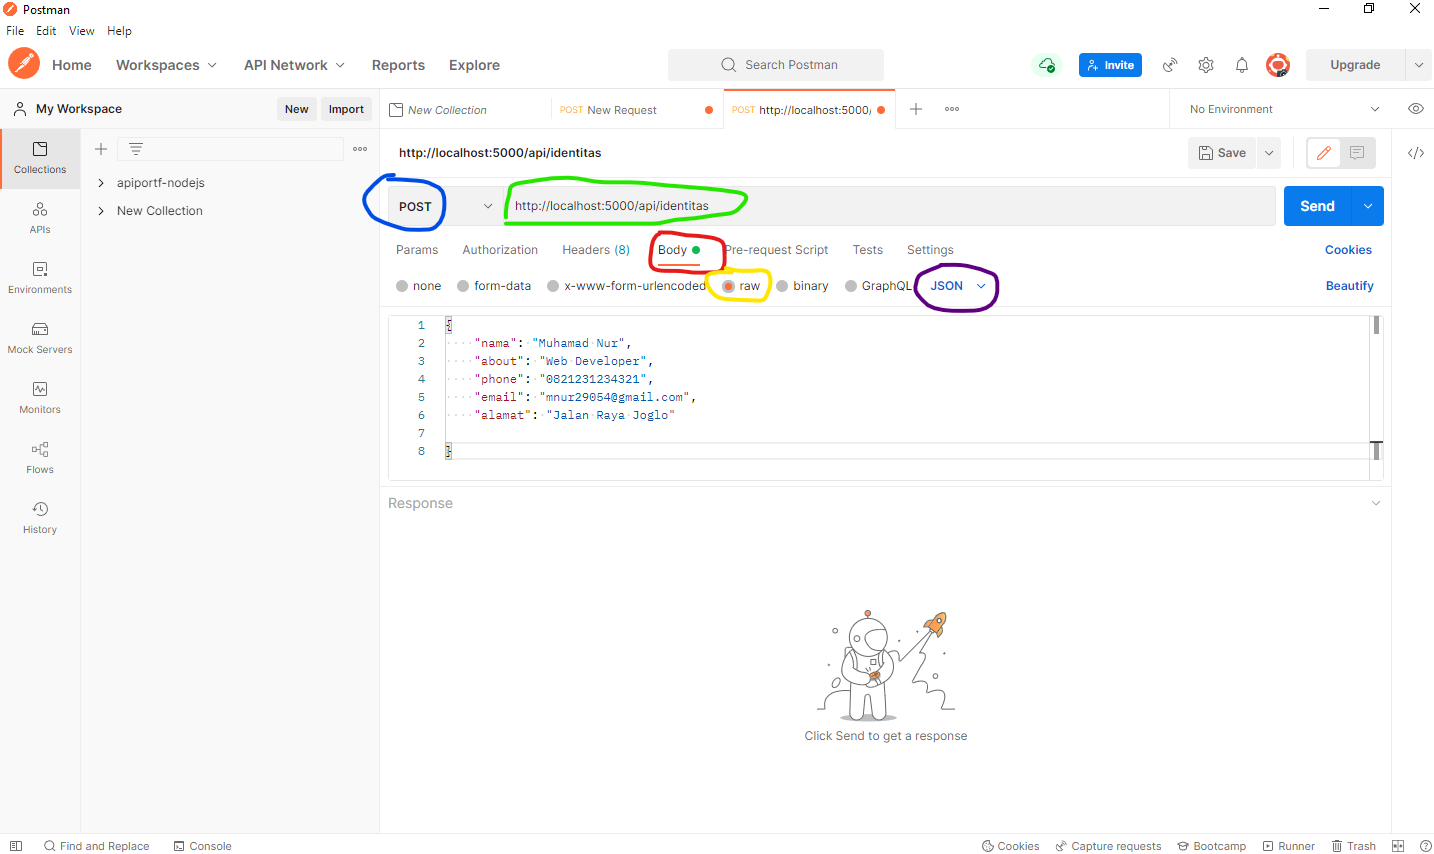 Postman
File Edit View Help
Home Workspaces API Network Reports Explore Search Postman Invite Upgrade
My Workspace New Import
New Collection POST New Request POST http://localhost:5000/ No Environment
Collections
APIs
Environments
Mock Servers
Monitors
Flows
History
apiportf-nodejs
New Collection
http://localhost:5000/api/identitas Save
POST http://localhost:5000/api/identitas Send
Params Authorization Headers (8) Body Pre-request Script Tests Settings Cookies
none form-data x-www-form-urlencoded raw binary GraphQL JSON Beautify
1 {
2 "nama": "Muhamad Nur",
3 "about": "Web Developer",
4 "phone": "0821231234321",
5 "email": "mnur29054@gmail.com",
6 "alamat": "Jalan Raya Joglo"
7
8 }
Response
Click Send to get a response
Find and Replace Console Cookies Capture requests Bootcamp Runner Trash